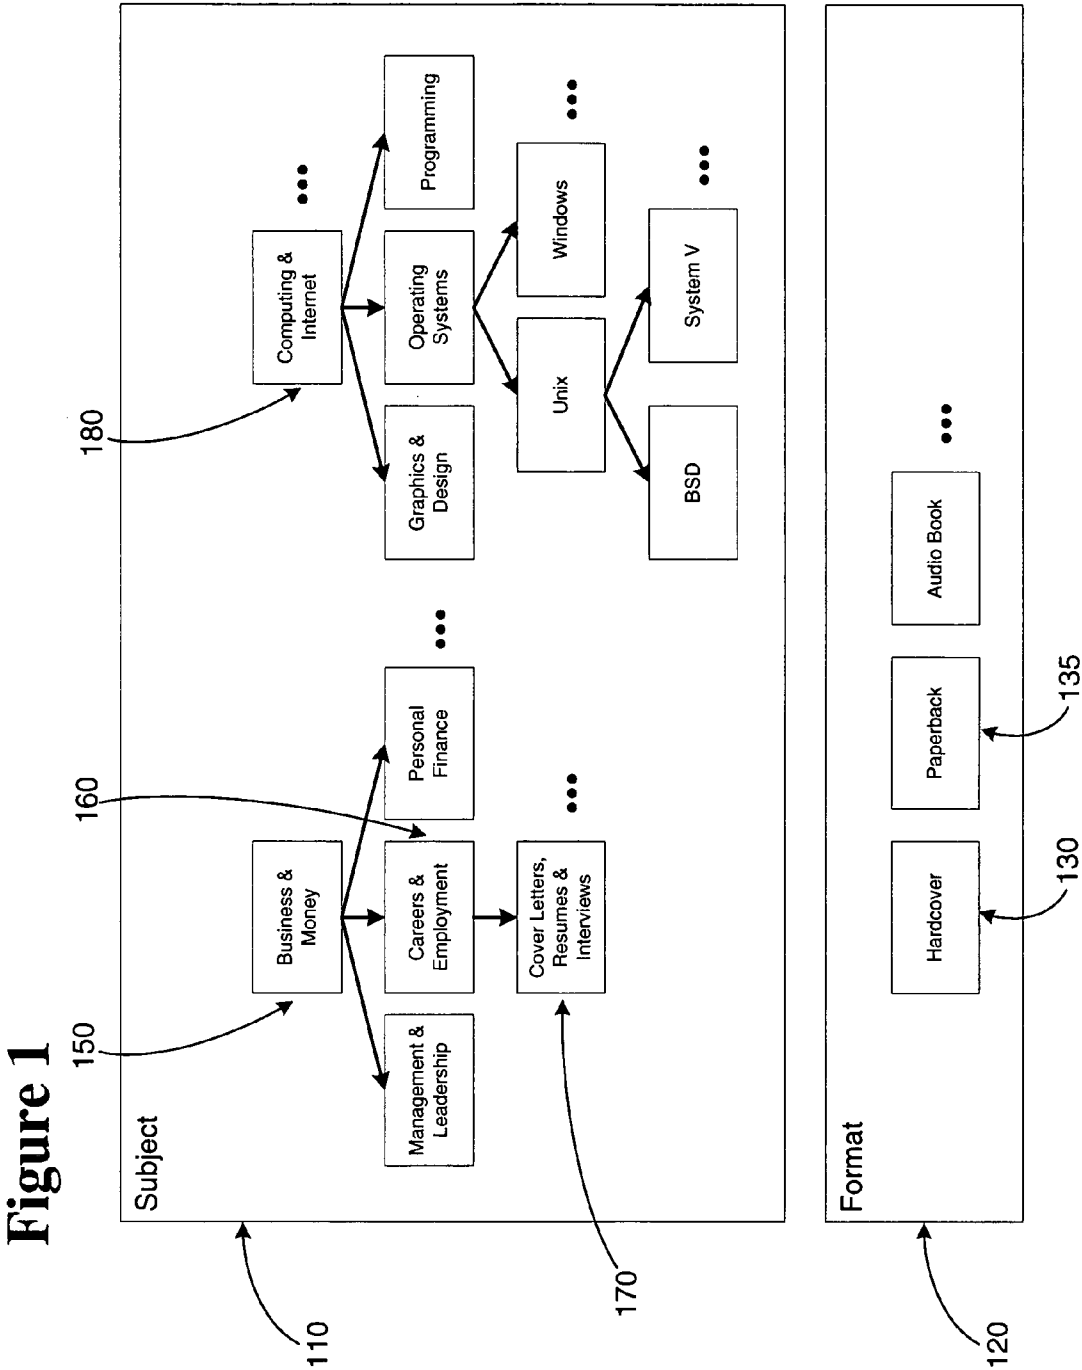 Figure 1
110
Subject
150
Business &
Money
Management &
Leadership
160
Careers &
Employment
Personal
Finance
170
Cover Letters,
Resumes &
Interviews
180
Computing &
Internet
Graphics &
Design
Operating
Systems
Programming
Unix
Windows
BSD
System V
120
Format
Hardcover
130
Paperback
135
Audio Book